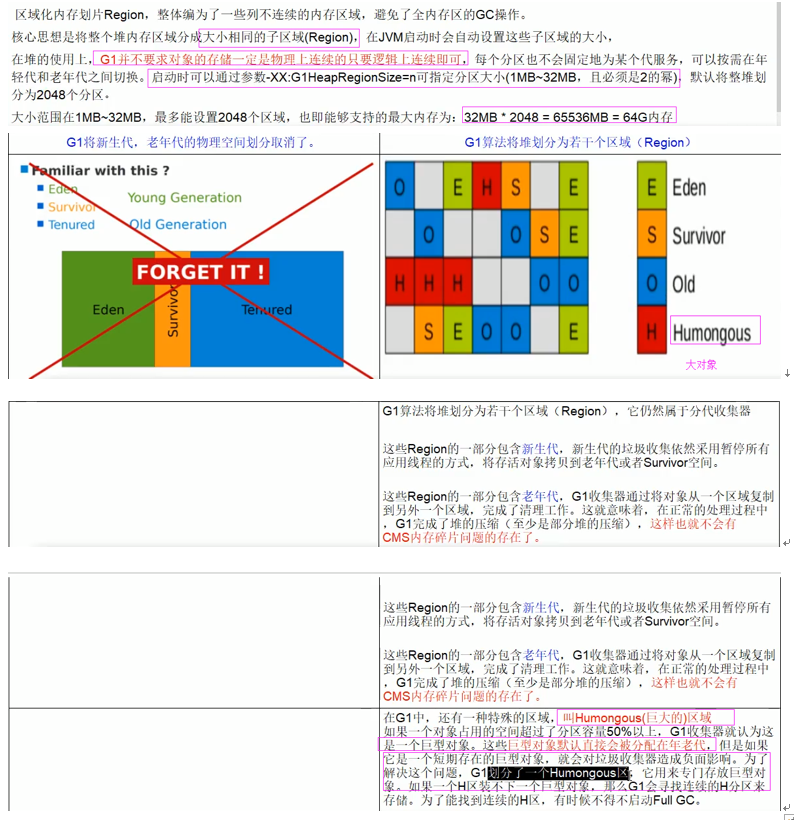 区域化内存划片Region，整体编为了一些列不连续的内存区域，避免了全内存区的GC操作。
核心思想是将整个堆内存区域分成大小相同的子区域(Region)，在JVM启动时会自动设置这些子区域的大小，
在堆的使用上，G1并不要求对象的存储一定是物理上连续的只要逻辑上连续即可，每个分区也不会固定地为某个代服务，可以按需在年
轻代和老年代之间切换。启动时可以通过参数-XX:G1HeapRegionSize=n可指定分区大小(1MB~32MB，且必须是2的幂)，默认将整堆划
分为2048个分区。
大小范围在1MB~32MB，最多能设置2048个区域，也即能够支持的最大内存为：32MB * 2048 = 65536MB = 64G内存
G1将新生代，老年代的物理空间划分取消了。
Familiar with this ?
Eden
Survivor
Tenured
Young Generation
Old Generation
FORGET IT !
Eden
Survivor
Tenured
G1算法将堆划分为若干个区域（Region）
O E H S E
O O S E
H H H O O
S E O O E
E Eden
S Survivor
O Old
H Humongous
大对象
G1算法将堆划分为若干个区域（Region），它仍然属于分代收集器
这些Region的一部分包含新生代，新生代的垃圾收集依然采用暂停所有
应用线程的方式，将存活对象拷贝到老年代或者Survivor空间。
这些Region的一部分包含老年代，G1收集器通过将对象从一个区域复制
到另外一个区域，完成了清理工作。这就意味着，在正常的处理过程中
，G1完成了堆的压缩（至少是部分堆的压缩），这样也就不会有
CMS内存碎片问题的存在了。
这些Region的一部分包含新生代，新生代的垃圾收集依然采用暂停所有
应用线程的方式，将存活对象拷贝到老年代或者Survivor空间。
这些Region的一部分包含老年代，G1收集器通过将对象从一个区域复制
到另外一个区域，完成了清理工作。这就意味着，在正常的处理过程中
，G1完成了堆的压缩（至少是部分堆的压缩），这样也就不会有
CMS内存碎片问题的存在了。
在G1中，还有一种特殊的区域，叫Humongous(巨大的)区域
如果一个对象占用的空间超过了分区容量50%以上，G1收集器就认为这
是一个巨型对象。这些巨型对象默认直接会被分配在年老代，但是如果
它是一个短期存在的巨型对象，就会对垃圾收集器造成负面影响。为了
解决这个问题，G1划分了一个Humongous区，它用来专门存放巨型对
象。如果一个H区装不下一个巨型对象，那么G1会寻找连续的H分区来
存储。为了能找到连续的H区，有时候不得不启动Full GC。